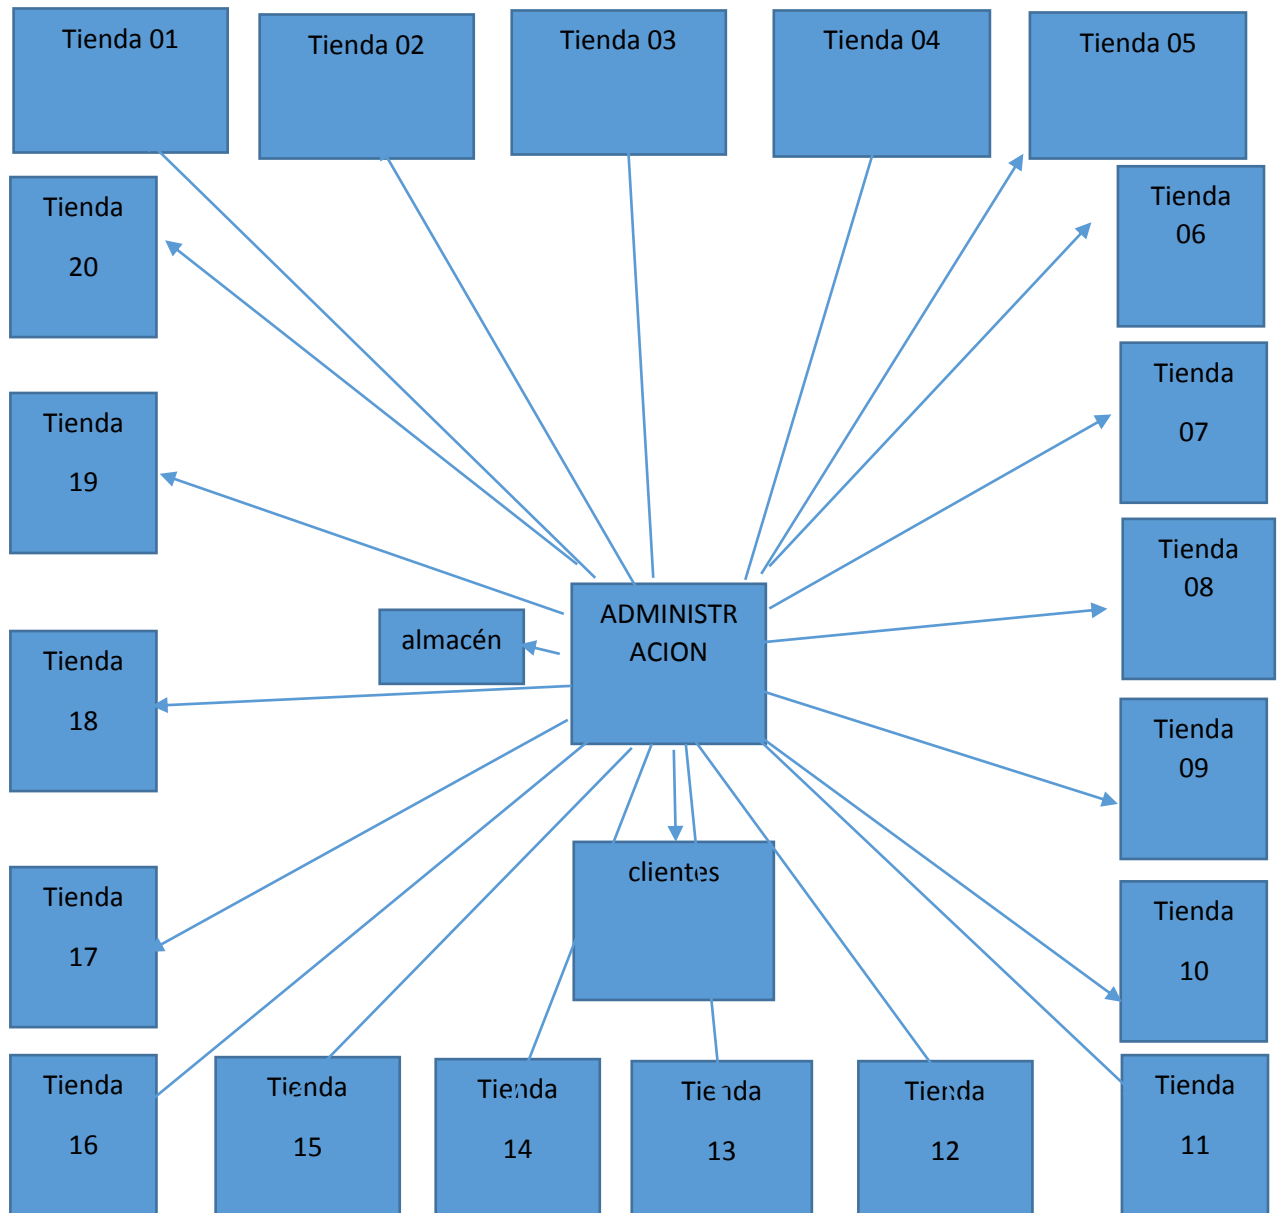 Tienda 01
Tienda 02
Tienda 03
Tienda 04
Tienda 05
Tienda
20
Tienda
06
Tienda
07
Tienda
19
Tienda
08
ADMINISTR
ACION
almacén
Tienda
18
Tienda
09
clientes
Tienda
17
Tienda
10
Tienda
16
Tienda
15
Tienda
14
Tienda
13
Tienda
12
Tienda
11